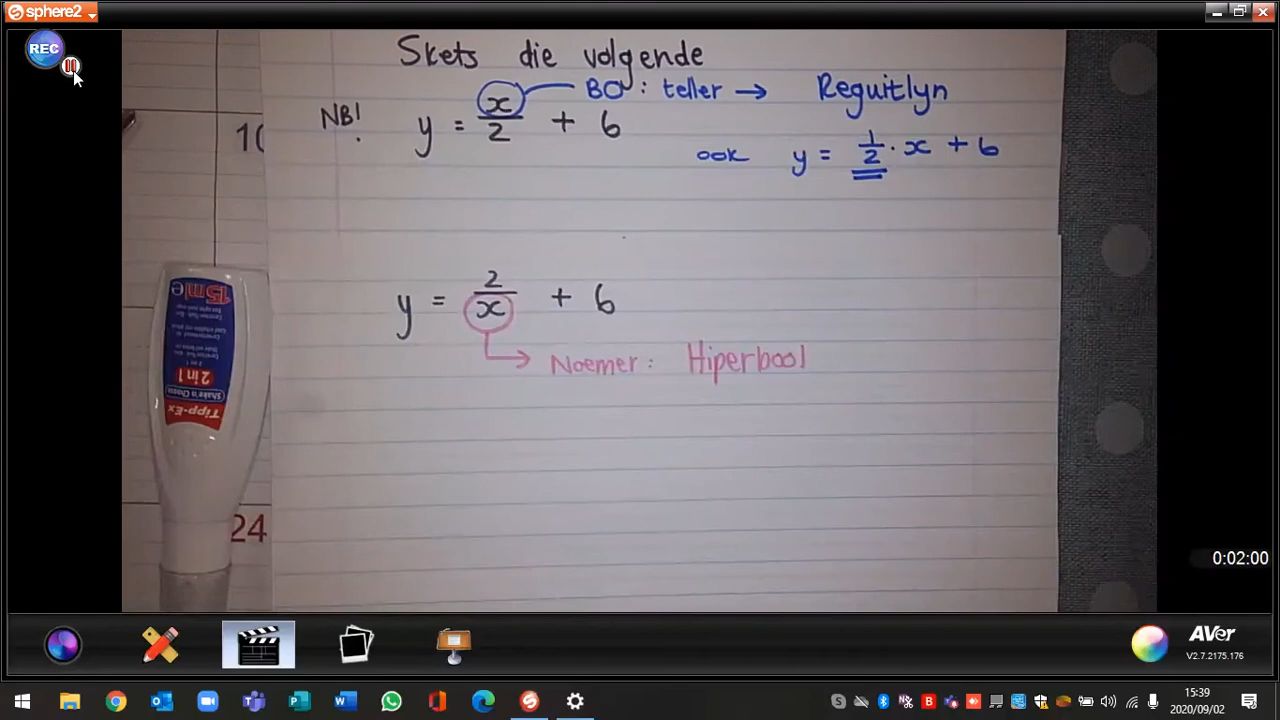 sphere2
REC
Skets die volgende
NB! y = x/2 + 6
BO : teller → Reguitlyn
ook y = 1/2 · x + 6
10
y = 2/x + 6
Noemer : Hiperbool
15ml e
2 in 1
Shake'n Choose
Tipp-Ex
24
0:02:00
AVer
V2.7.2175.176
15:39
2020/09/02